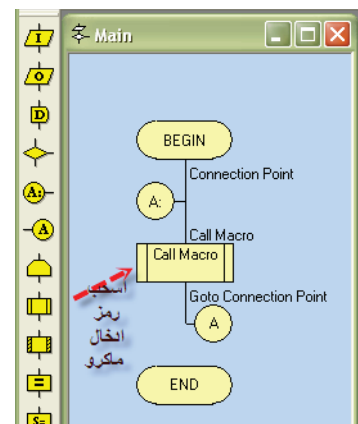 Main
I
O
D
A:
A
S=
BEGIN
Connection Point
A:
Call Macro
Call Macro
اسحب
رمز
ادخال
ماكرو
Goto Connection Point
A
END